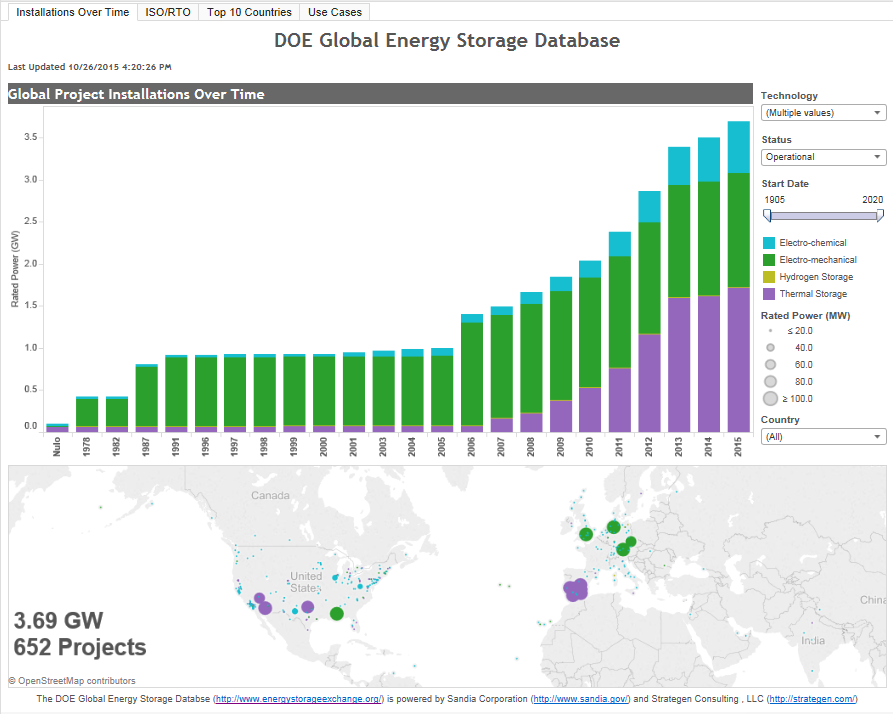 Installations Over Time ISO/RTO Top 10 Countries Use Cases
DOE Global Energy Storage Database
Last Updated 10/26/2015 4:20:26 PM
Global Project Installations Over Time
Rated Power (GW)
3.5
3.0
2.5
2.0
1.5
1.0
0.5
0.0
Nulo 1978 1982 1987 1991 1996 1997 1998 1999 2000 2001 2003 2004 2005 2006 2007 2008 2009 2010 2011 2012 2013 2014 2015
Technology
(Multiple values)
Status
Operational
Start Date
1905 2020
Electro-chemical
Electro-mechanical
Hydrogen Storage
Thermal Storage
Rated Power (MW)
≤ 20.0
40.0
60.0
80.0
≥ 100.0
Country
(All)
Canada
United
States
China
India
3.69 GW
652 Projects
© OpenStreetMap contributors
The DOE Global Energy Storage Databse (http://www.energystorageexchange.org/) is powered by Sandia Corporation (http://www.sandia.gov/) and Strategen Consulting , LLC (http://strategen.com/)